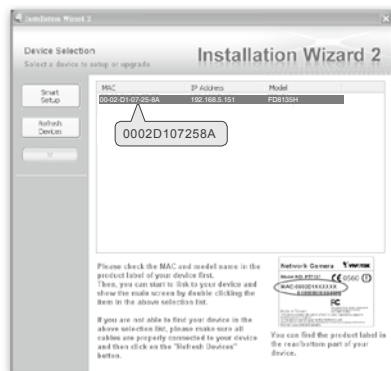 Installation Wizard 2
Device Selection
Select a device to setup or upgrade
Installation Wizard 2
Smart
Setup
Refresh
Devices
MAC IP Address Model
00-02-D1-07-25-8A 192.168.5.151 FD8135H
0002D107258A
Please check the MAC and model name in the
product label of your device first.
Then, you can start to link to your device and
show the main screen by double clicking the
item in the above selection list.
If you are not able to find your device in the
above selection list, please make sure all
cables are properly connected to your device
and then click on the "Refresh Devices"
button.
Network Camera VIVOTEK
0560
FC
You can find the product label in
the rear/bottom part of your
device.